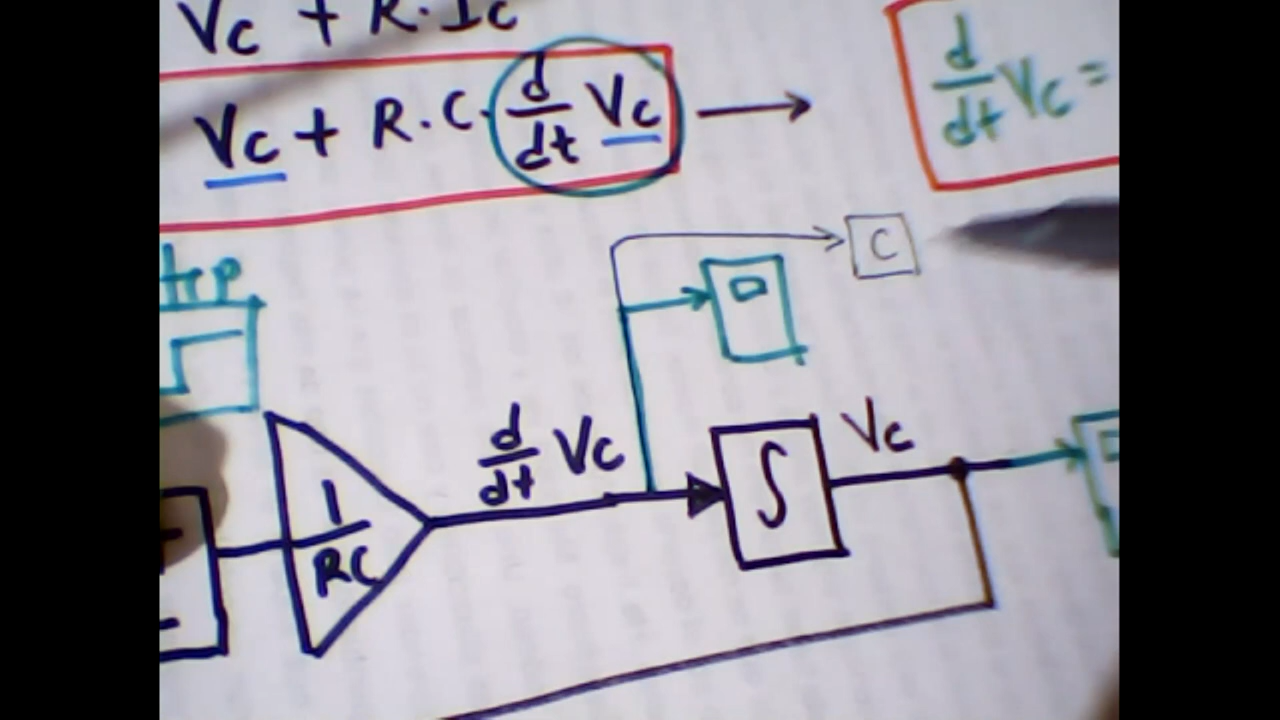 Vc + R.Ic
Vc + R.C. d/dt Vc →
d/dt Vc =
C
d/dt Vc
∫
Vc
1/RC